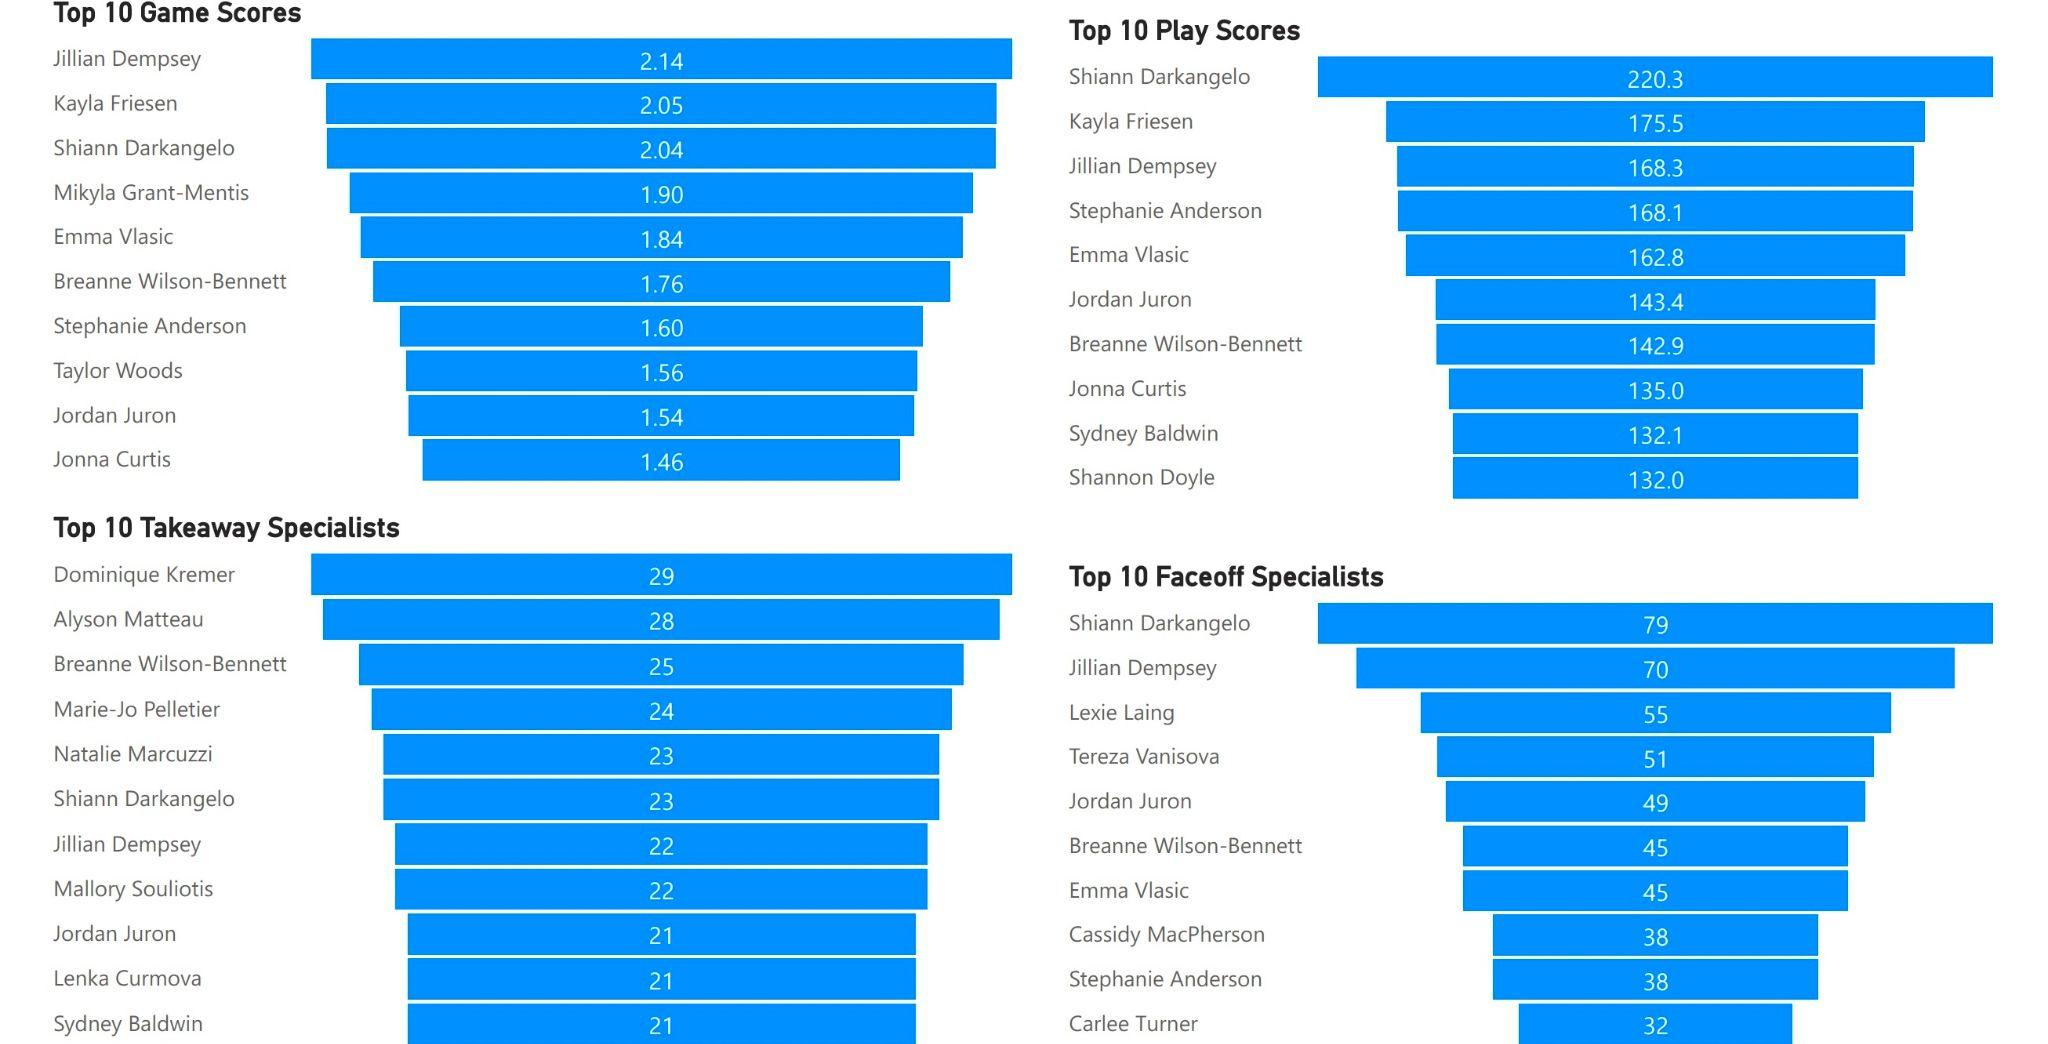 Top 10 Game Scores
Jillian Dempsey 2.14
Kayla Friesen 2.05
Shiann Darkangelo 2.04
Mikyla Grant-Mentis 1.90
Emma Vlasic 1.84
Breanne Wilson-Bennett 1.76
Stephanie Anderson 1.60
Taylor Woods 1.56
Jordan Juron 1.54
Jonna Curtis 1.46
Top 10 Play Scores
Shiann Darkangelo 220.3
Kayla Friesen 175.5
Jillian Dempsey 168.3
Stephanie Anderson 168.1
Emma Vlasic 162.8
Jordan Juron 143.4
Breanne Wilson-Bennett 142.9
Jonna Curtis 135.0
Sydney Baldwin 132.1
Shannon Doyle 132.0
Top 10 Takeaway Specialists
Dominique Kremer 29
Alyson Matteau 28
Breanne Wilson-Bennett 25
Marie-Jo Pelletier 24
Natalie Marcuzzi 23
Shiann Darkangelo 23
Jillian Dempsey 22
Mallory Souliotis 22
Jordan Juron 21
Lenka Curmova 21
Sydney Baldwin 21
Top 10 Faceoff Specialists
Shiann Darkangelo 79
Jillian Dempsey 70
Lexie Laing 55
Tereza Vanisova 51
Jordan Juron 49
Breanne Wilson-Bennett 45
Emma Vlasic 45
Cassidy MacPherson 38
Stephanie Anderson 38
Carlee Turner 32